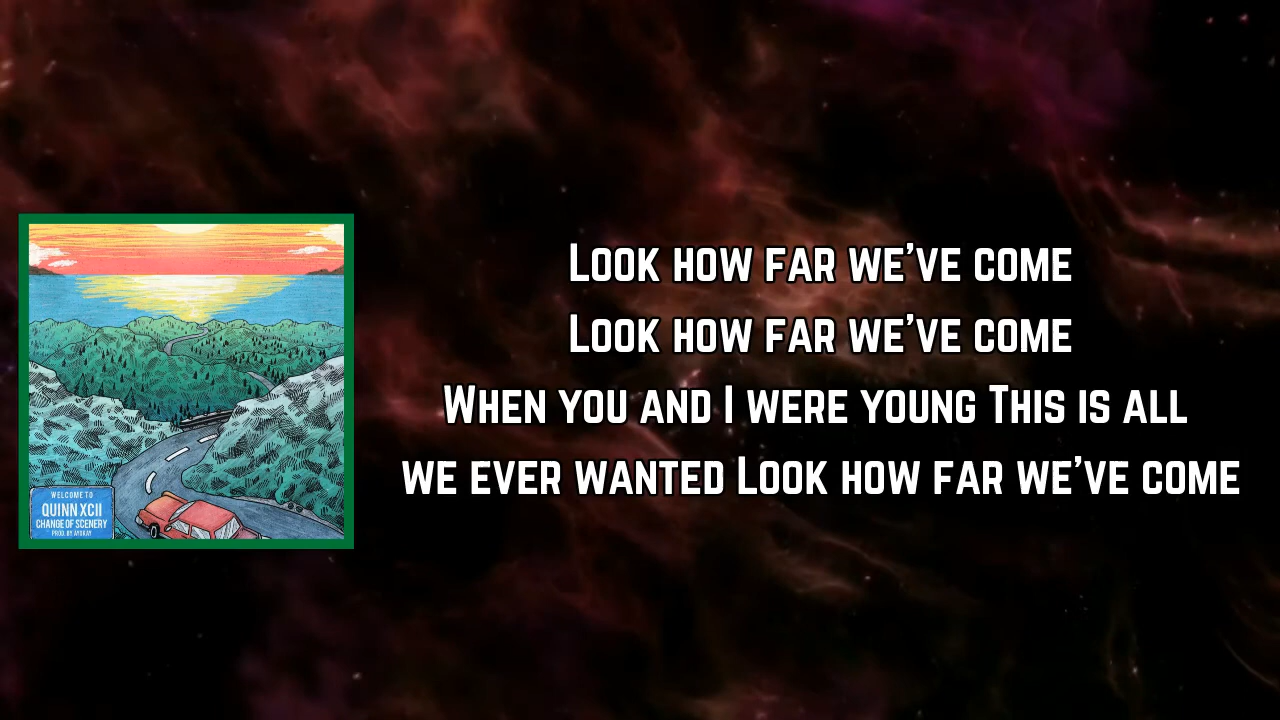 Look how far we've come
Look how far we've come
When you and I were young This is all
we ever wanted Look how far we've come
WELCOME TO
QUINN XCII
CHANGE OF SCENERY
PROD. BY AYOKAY